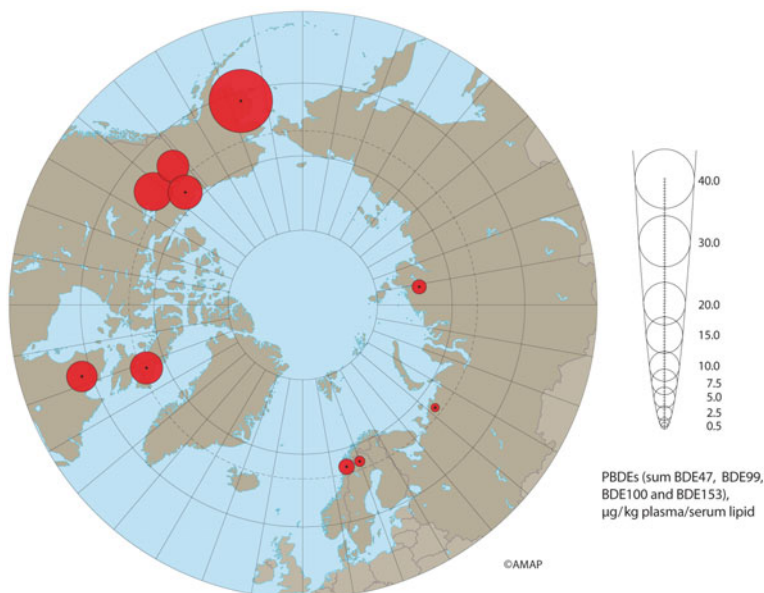 40.0
30.0
20.0
15.0
10.0
7.5
5.0
2.5
0.5
PBDEs (sum BDE47, BDE99,
BDE100 and BDE153),
µg/kg plasma/serum lipid
©AMAP